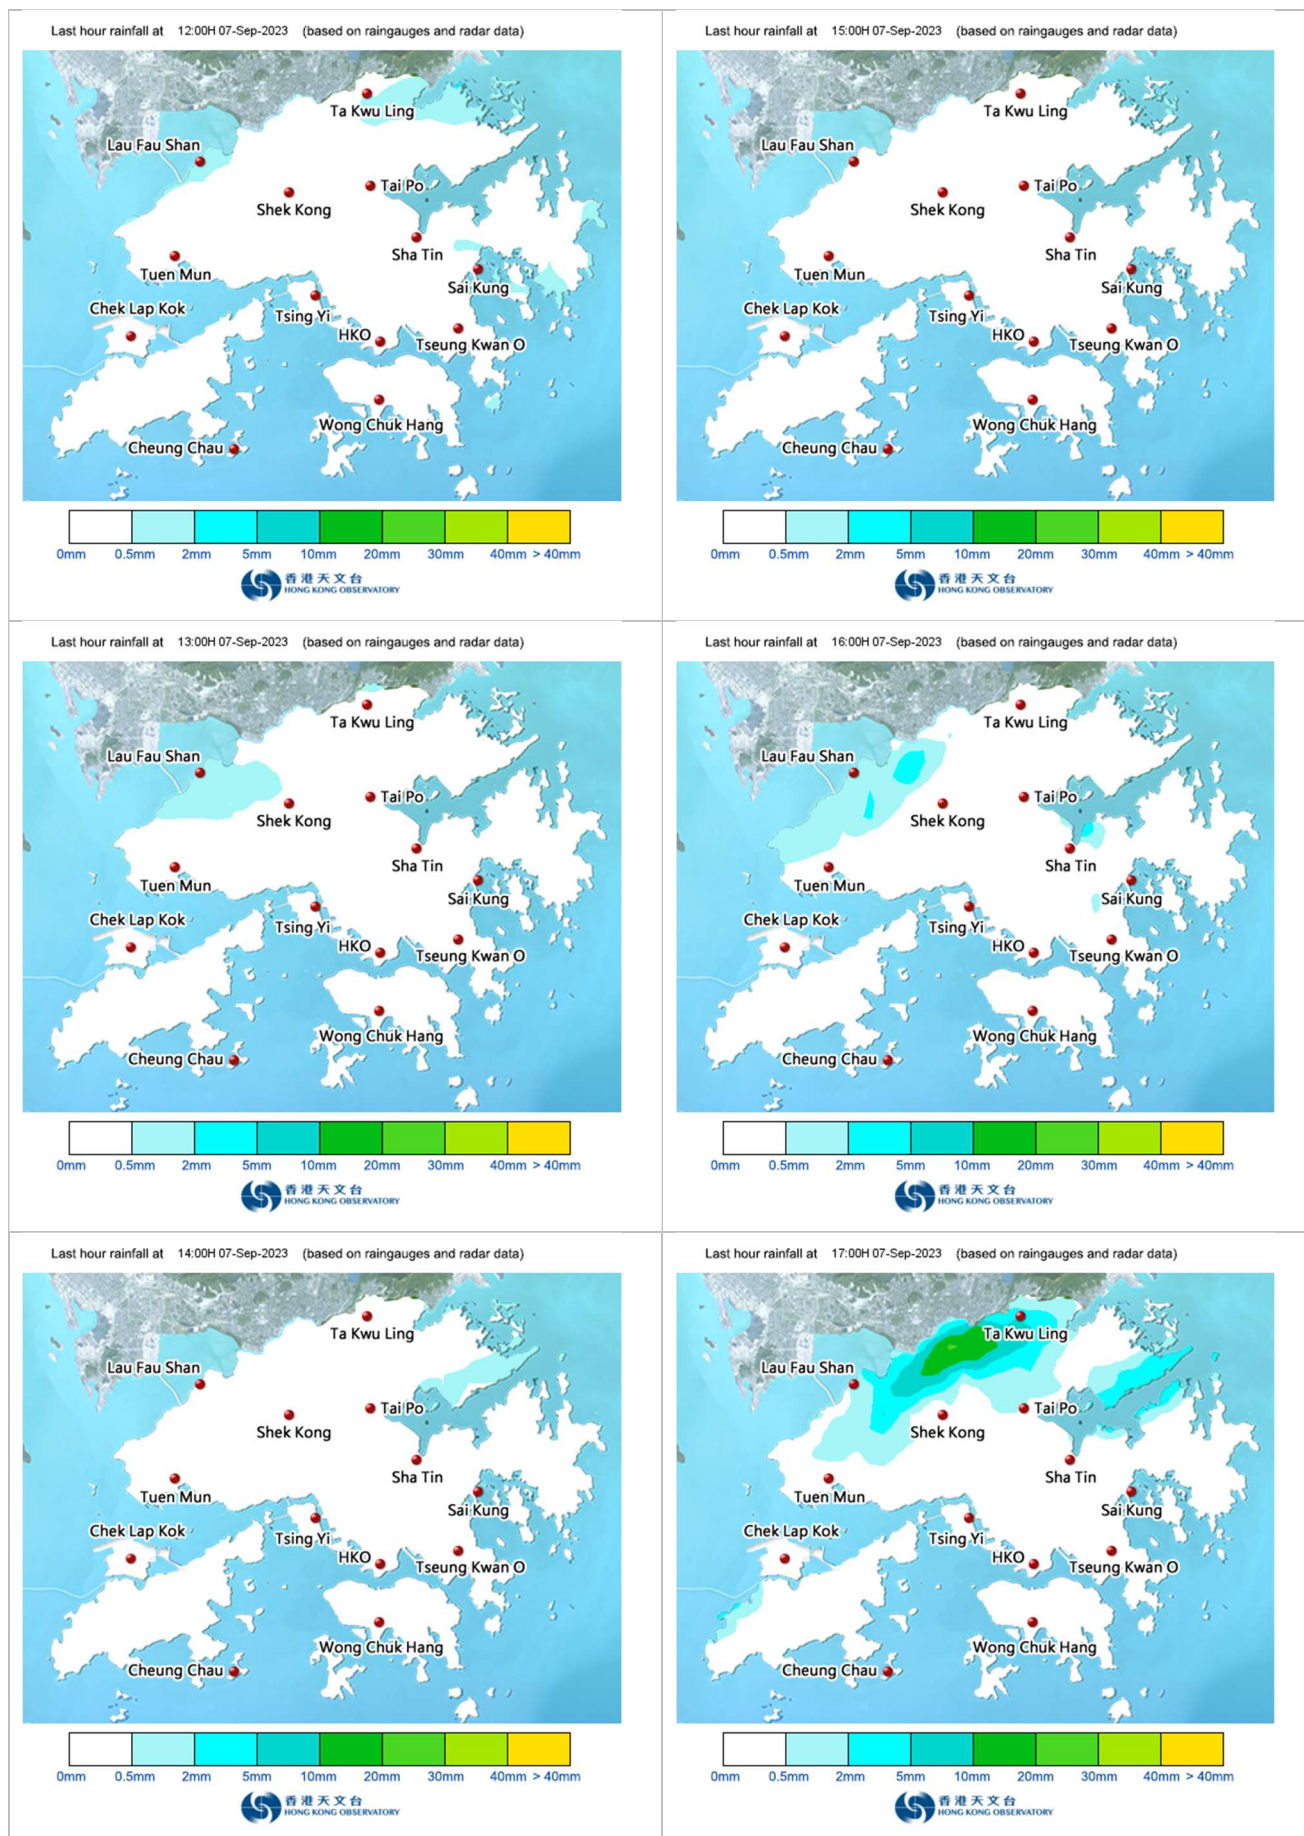 Last hour rainfall at 12:00H 07-Sep-2023 (based on raingauges and radar data)
Ta Kwu Ling
Lau Fau Shan
Tai Po
Shek Kong
Sha Tin
Tuen Mun
Sai Kung
Chek Lap Kok
Tsing Yi
HKO
Tseung Kwan O
Wong Chuk Hang
Cheung Chau
0mm 0.5mm 2mm 5mm 10mm 20mm 30mm 40mm > 40mm
香港天文台
HONG KONG OBSERVATORY
Last hour rainfall at 15:00H 07-Sep-2023 (based on raingauges and radar data)
Ta Kwu Ling
Lau Fau Shan
Tai Po
Shek Kong
Sha Tin
Tuen Mun
Sai Kung
Chek Lap Kok
Tsing Yi
HKO
Tseung Kwan O
Wong Chuk Hang
Cheung Chau
0mm 0.5mm 2mm 5mm 10mm 20mm 30mm 40mm > 40mm
香港天文台
HONG KONG OBSERVATORY
Last hour rainfall at 13:00H 07-Sep-2023 (based on raingauges and radar data)
Ta Kwu Ling
Lau Fau Shan
Tai Po
Shek Kong
Sha Tin
Tuen Mun
Sai Kung
Chek Lap Kok
Tsing Yi
HKO
Tseung Kwan O
Wong Chuk Hang
Cheung Chau
0mm 0.5mm 2mm 5mm 10mm 20mm 30mm 40mm > 40mm
香港天文台
HONG KONG OBSERVATORY
Last hour rainfall at 16:00H 07-Sep-2023 (based on raingauges and radar data)
Ta Kwu Ling
Lau Fau Shan
Tai Po
Shek Kong
Sha Tin
Tuen Mun
Sai Kung
Chek Lap Kok
Tsing Yi
HKO
Tseung Kwan O
Wong Chuk Hang
Cheung Chau
0mm 0.5mm 2mm 5mm 10mm 20mm 30mm 40mm > 40mm
香港天文台
HONG KONG OBSERVATORY
Last hour rainfall at 14:00H 07-Sep-2023 (based on raingauges and radar data)
Ta Kwu Ling
Lau Fau Shan
Tai Po
Shek Kong
Sha Tin
Tuen Mun
Sai Kung
Chek Lap Kok
Tsing Yi
HKO
Tseung Kwan O
Wong Chuk Hang
Cheung Chau
0mm 0.5mm 2mm 5mm 10mm 20mm 30mm 40mm > 40mm
香港天文台
HONG KONG OBSERVATORY
Last hour rainfall at 17:00H 07-Sep-2023 (based on raingauges and radar data)
Ta Kwu Ling
Lau Fau Shan
Tai Po
Shek Kong
Sha Tin
Tuen Mun
Sai Kung
Chek Lap Kok
Tsing Yi
HKO
Tseung Kwan O
Wong Chuk Hang
Cheung Chau
0mm 0.5mm 2mm 5mm 10mm 20mm 30mm 40mm > 40mm
香港天文台
HONG KONG OBSERVATORY